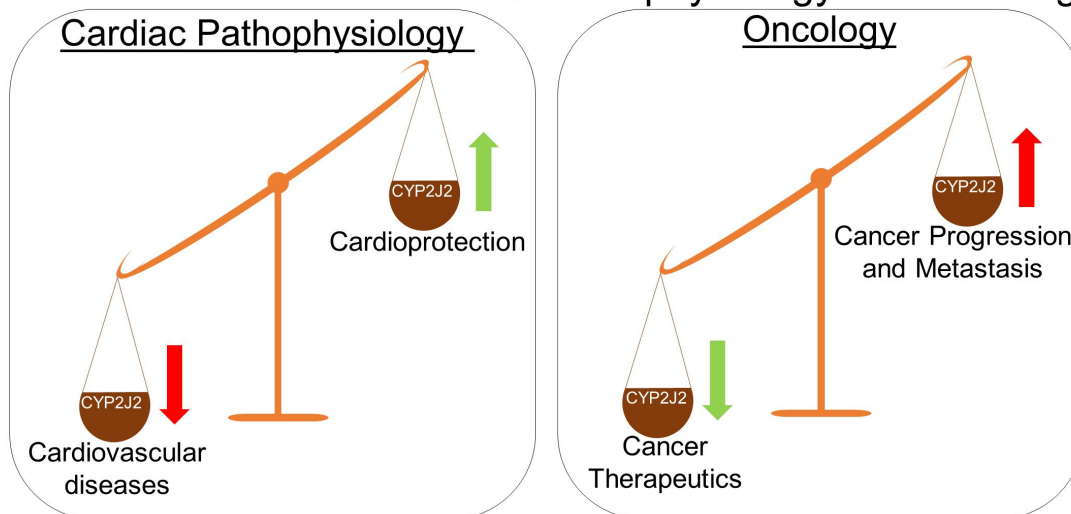 Cardiac Pathophysiology
CYP2J2
Cardioprotection
CYP2J2
Cardiovascular
diseases
Oncology
CYP2J2
Cancer Progression
and Metastasis
CYP2J2
Cancer
Therapeutics